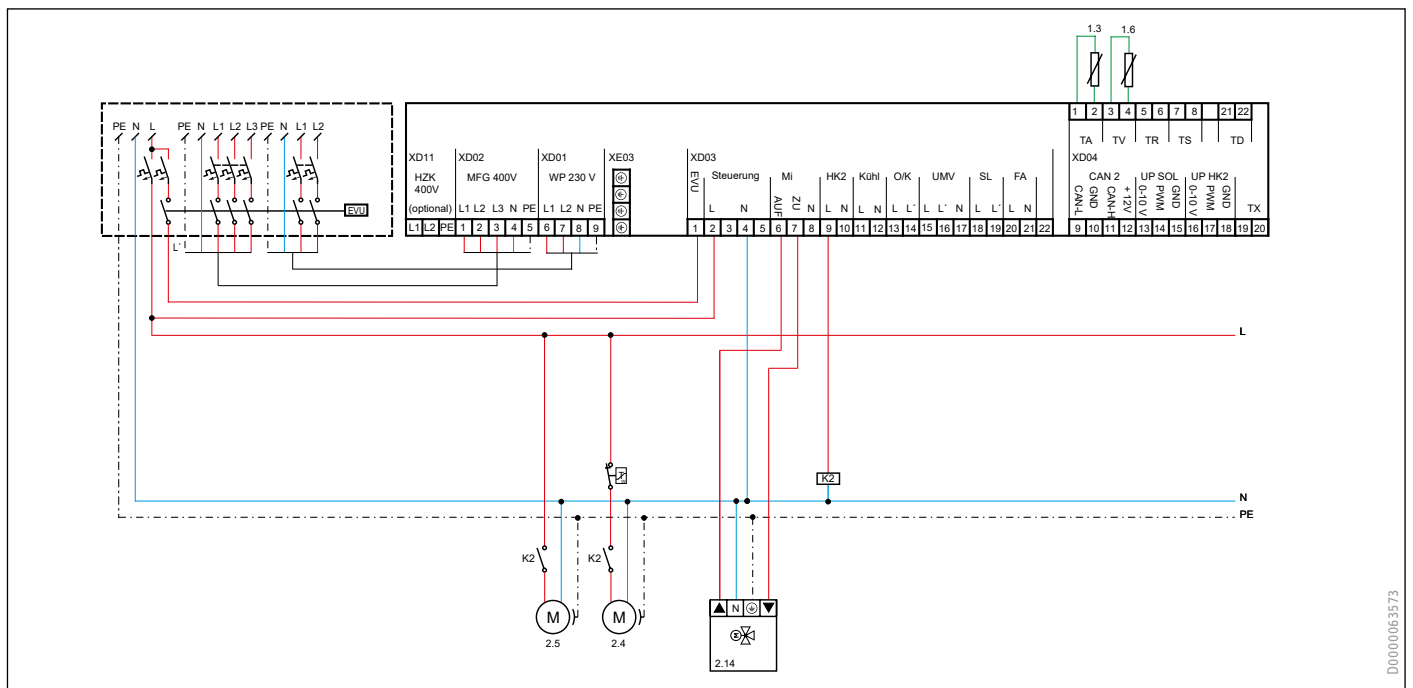 1.3 1.6
1 2 3 4 5 6 7 8 21 22
TA TV TR TS TD
PE N L PE N L1 L2 L3 PE N L1 L2
XD11 XD02 XD01 XE03 XD03 XD04
HZK MFG 400V WP 230 V EVU Steuerung Mi HK2 Kühl O/K UMV SL FA CAN 2 UP SOL UP HK2
400V
(optional) L1 L2 L3 N PE L1 L2 N PE L N AUF ZU N L N L N L L´ L L´ N L L´ L N CAN-L GND CAN-H +12V 0-10 V PWM GND 0-10 V PWM GND TX
EVU
L1 L2 PE 1 2 3 4 5 6 7 8 9 1 2 3 4 5 6 7 8 9 10 11 12 13 14 15 16 17 18 19 20 21 22 9 10 11 12 13 14 15 16 17 18 19 20
L´
L
K2
N
PE
K2 K2
M M
2.5 2.4
N
M
2.14
D0000063573